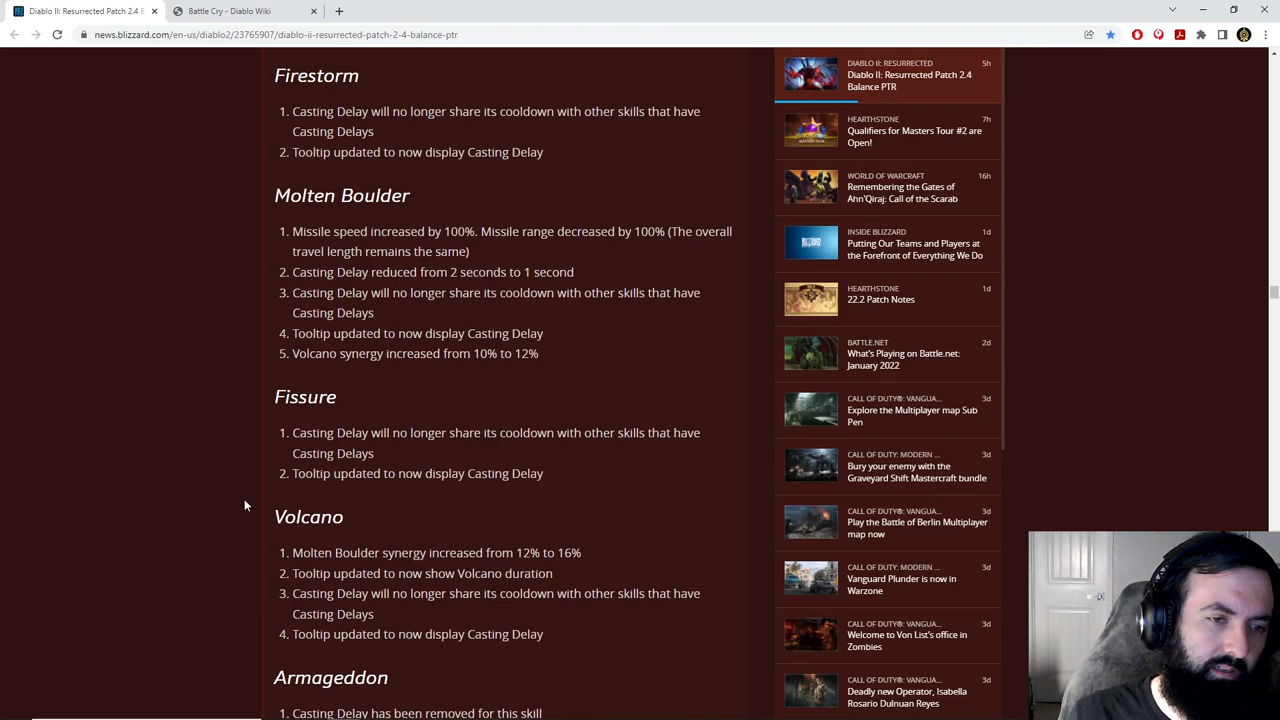 Diablo II: Resurrected Patch 2.4 B
Battle Cry - Diablo Wiki
news.blizzard.com/en-us/diablo2/23765907/diablo-ii-resurrected-patch-2-4-balance-ptr
Firestorm
1. Casting Delay will no longer share its cooldown with other skills that have
Casting Delays
2. Tooltip updated to now display Casting Delay
Molten Boulder
1. Missile speed increased by 100%. Missile range decreased by 100% (The overall
travel length remains the same)
2. Casting Delay reduced from 2 seconds to 1 second
3. Casting Delay will no longer share its cooldown with other skills that have
Casting Delays
4. Tooltip updated to now display Casting Delay
5. Volcano synergy increased from 10% to 12%
Fissure
1. Casting Delay will no longer share its cooldown with other skills that have
Casting Delays
2. Tooltip updated to now display Casting Delay
Volcano
1. Molten Boulder synergy increased from 12% to 16%
2. Tooltip updated to now show Volcano duration
3. Casting Delay will no longer share its cooldown with other skills that have
Casting Delays
4. Tooltip updated to now display Casting Delay
Armageddon
1. Casting Delay has been removed for this skill
DIABLO II: RESURRECTED 5h
Diablo II: Resurrected Patch 2.4
Balance PTR
HEARTHSTONE 7h
Qualifiers for Masters Tour #2 are
Open!
WORLD OF WARCRAFT 16h
Remembering the Gates of
Ahn'Qiraj: Call of the Scarab
BLIZZARD
INSIDE BLIZZARD 1d
Putting Our Teams and Players at
the Forefront of Everything We Do
HEARTHSTONE 1d
22.2 Patch Notes
BATTLE.NET 2d
What's Playing on Battle.net:
January 2022
CALL OF DUTY®: VANGUA... 3d
Explore the Multiplayer map Sub
Pen
CALL OF DUTY: MODERN ... 3d
Bury your enemy with the
Graveyard Shift Mastercraft bundle
CALL OF DUTY®: VANGUA... 3d
Play the Battle of Berlin Multiplayer
map now
CALL OF DUTY: MODERN ... 3d
Vanguard Plunder is now in
Warzone
CALL OF DUTY®: VANGUA... 3d
Welcome to Von List's office in
Zombies
CALL OF DUTY®: VANGUA... 3d
Deadly new Operator, Isabella
Rosario Dulnuan Reyes